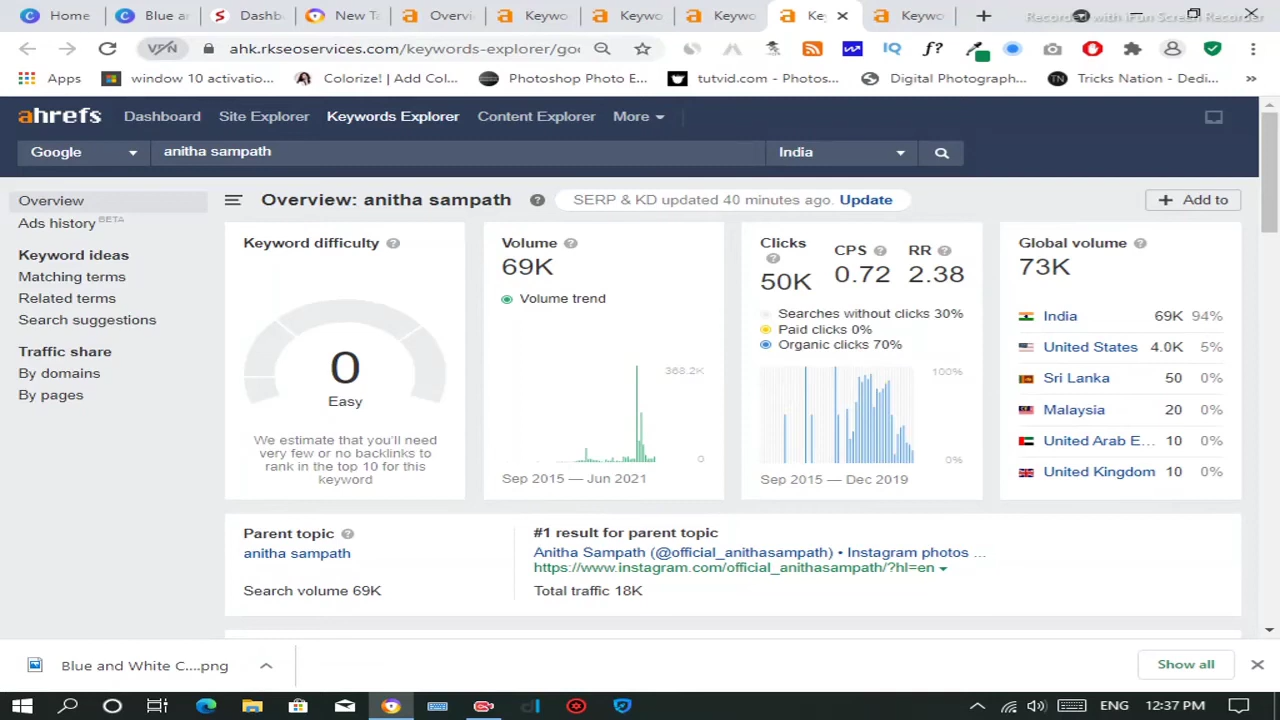 Home
Blue ar
Dashb
New Ta
Overvi
Keywo
Keywo
Keywo
Ke
Keywo
Recorded with iFun Screen Recorder
VPN
ahk.rkseoservices.com/keywords-explorer/goo
Apps
window 10 activatio...
Colorize! | Add Col...
Photoshop Photo E...
tutvid.com - Photos...
Digital Photograph...
Tricks Nation - Dedi...
ahrefs
Dashboard
Site Explorer
Keywords Explorer
Content Explorer
More
Google
anitha sampath
India
Overview
Ads history BETA
Keyword ideas
Matching terms
Related terms
Search suggestions
Traffic share
By domains
By pages
Overview: anitha sampath
SERP & KD updated 40 minutes ago. Update
+ Add to
Keyword difficulty
0
Easy
We estimate that you'll need
very few or no backlinks to
rank in the top 10 for this
keyword
Volume
69K
Volume trend
368.2K
0
Sep 2015 — Jun 2021
Clicks
50K
CPS
0.72
RR
2.38
Searches without clicks 30%
Paid clicks 0%
Organic clicks 70%
100%
0%
Sep 2015 — Dec 2019
Global volume
73K
India 69K 94%
United States 4.0K 5%
Sri Lanka 50 0%
Malaysia 20 0%
United Arab E... 10 0%
United Kingdom 10 0%
Parent topic
anitha sampath
Search volume 69K
#1 result for parent topic
Anitha Sampath (@official_anithasampath) • Instagram photos ...
https://www.instagram.com/official_anithasampath/?hl=en
Total traffic 18K
Blue and White C....png
Show all
ENG
12:37 PM